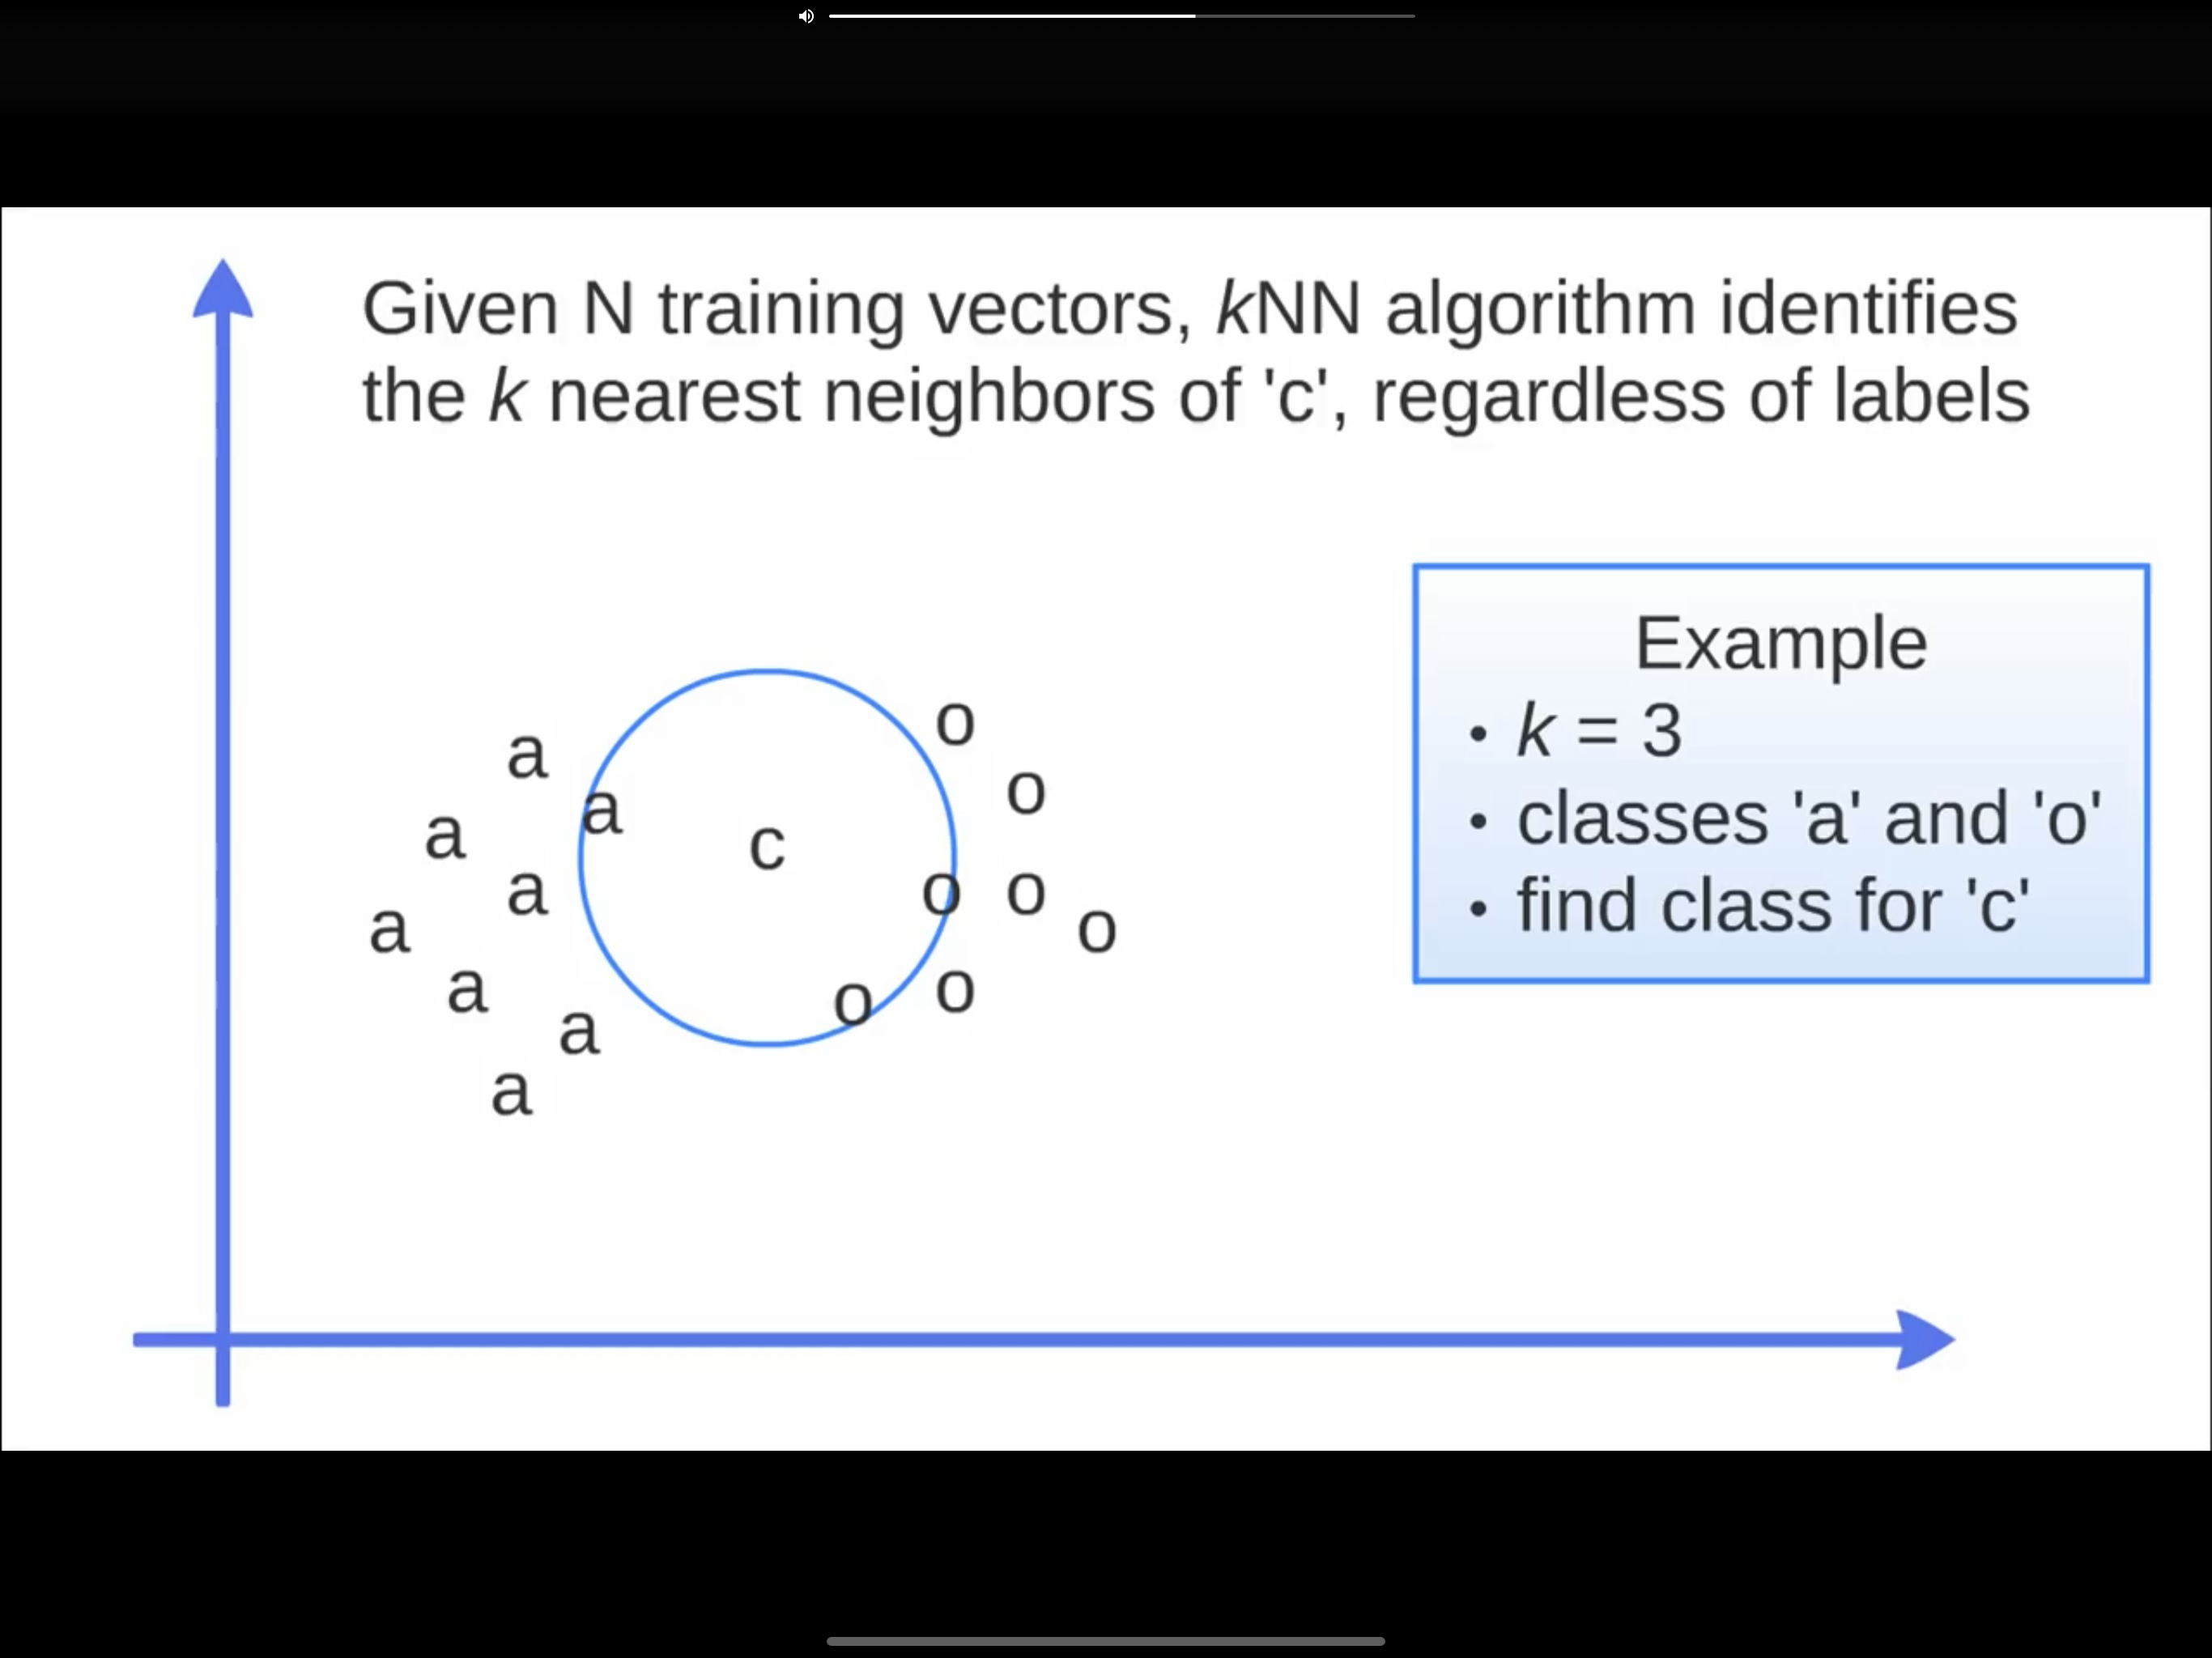 Given N training vectors, kNN algorithm identifies
the k nearest neighbors of 'c', regardless of labels
Example
• k = 3
• classes 'a' and 'o'
• find class for 'c'
o
a
o
a
a
c
a
o
o
a
o
a
o
o
a
a